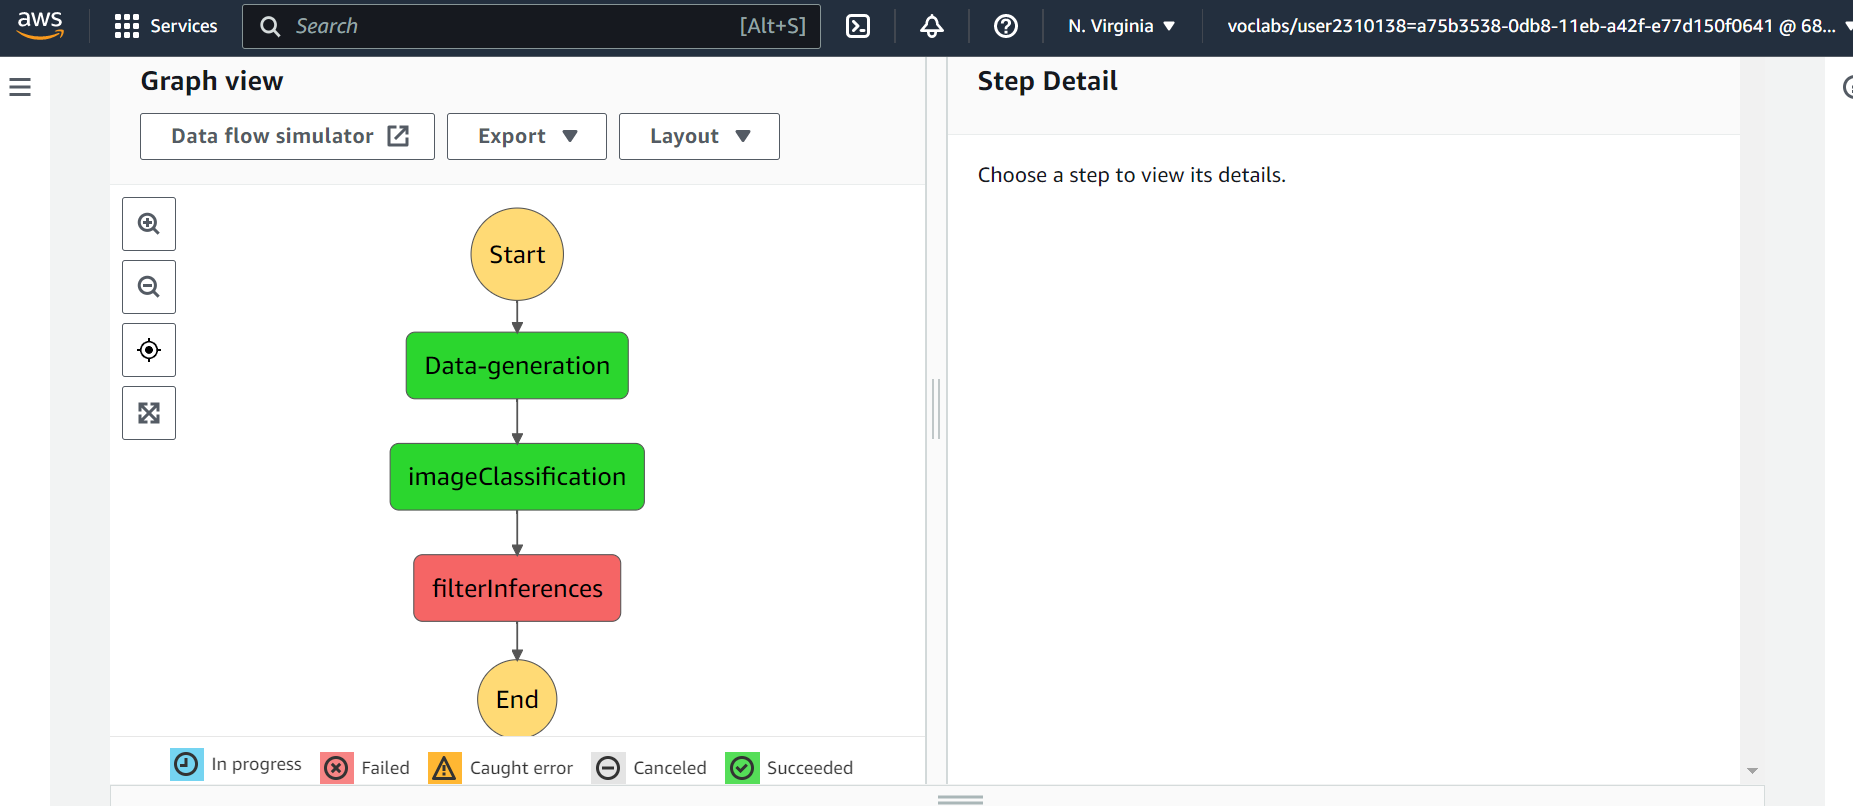 aws
Services
Search
[Alt+S]
N. Virginia
voclabs/user2310138=a75b3538-0db8-11eb-a42f-e77d150f0641 @ 68...
Graph view
Data flow simulator
Export
Layout
Start
Data-generation
imageClassification
filterInferences
End
In progress
Failed
Caught error
Canceled
Succeeded
Step Detail
Choose a step to view its details.